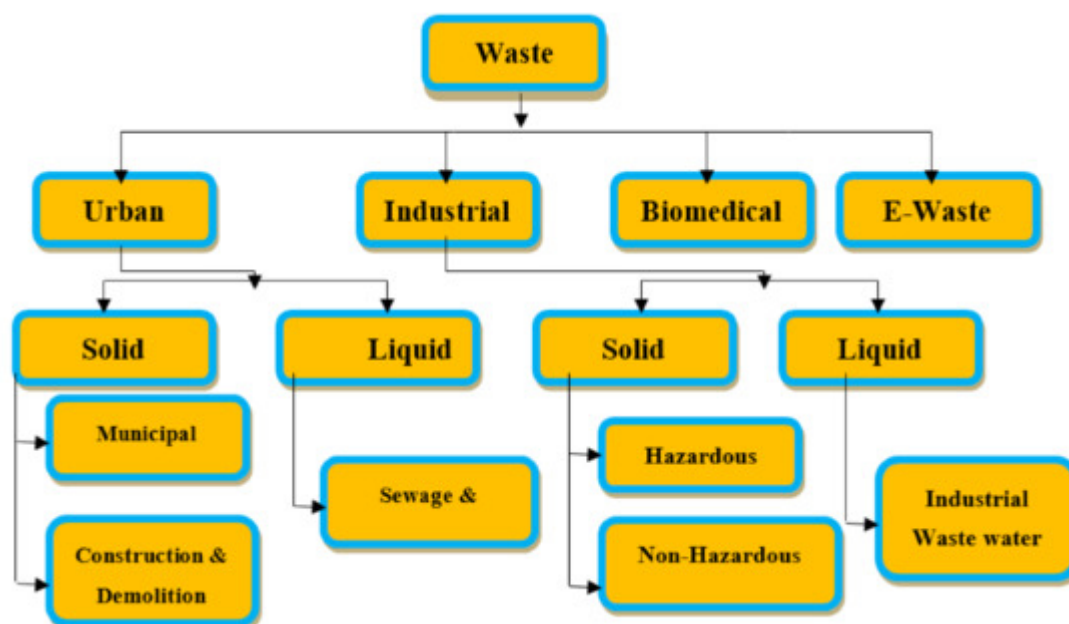 Waste
Urban
Industrial
Biomedical
E-Waste
Solid
Liquid
Solid
Liquid
Municipal
Construction &
Demolition
Sewage &
Hazardous
Non-Hazardous
Industrial
Waste water